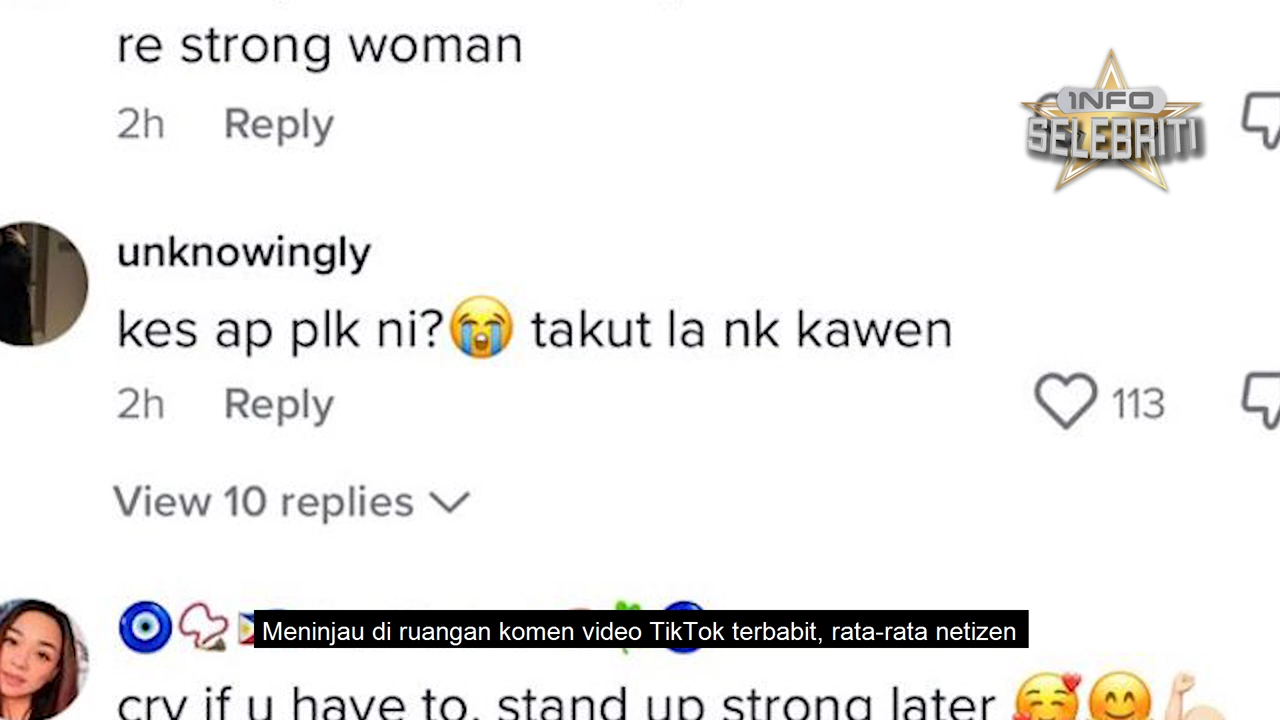 re strong woman
2h Reply
1NFO
SELEBRITI
unknowingly
kes ap plk ni?😭 takut la nk kawen
2h Reply
113
View 10 replies
Meninjau di ruangan komen video TikTok terbabit, rata-rata netizen
cry if u have to, stand up strong later 🥰😊💪🏻